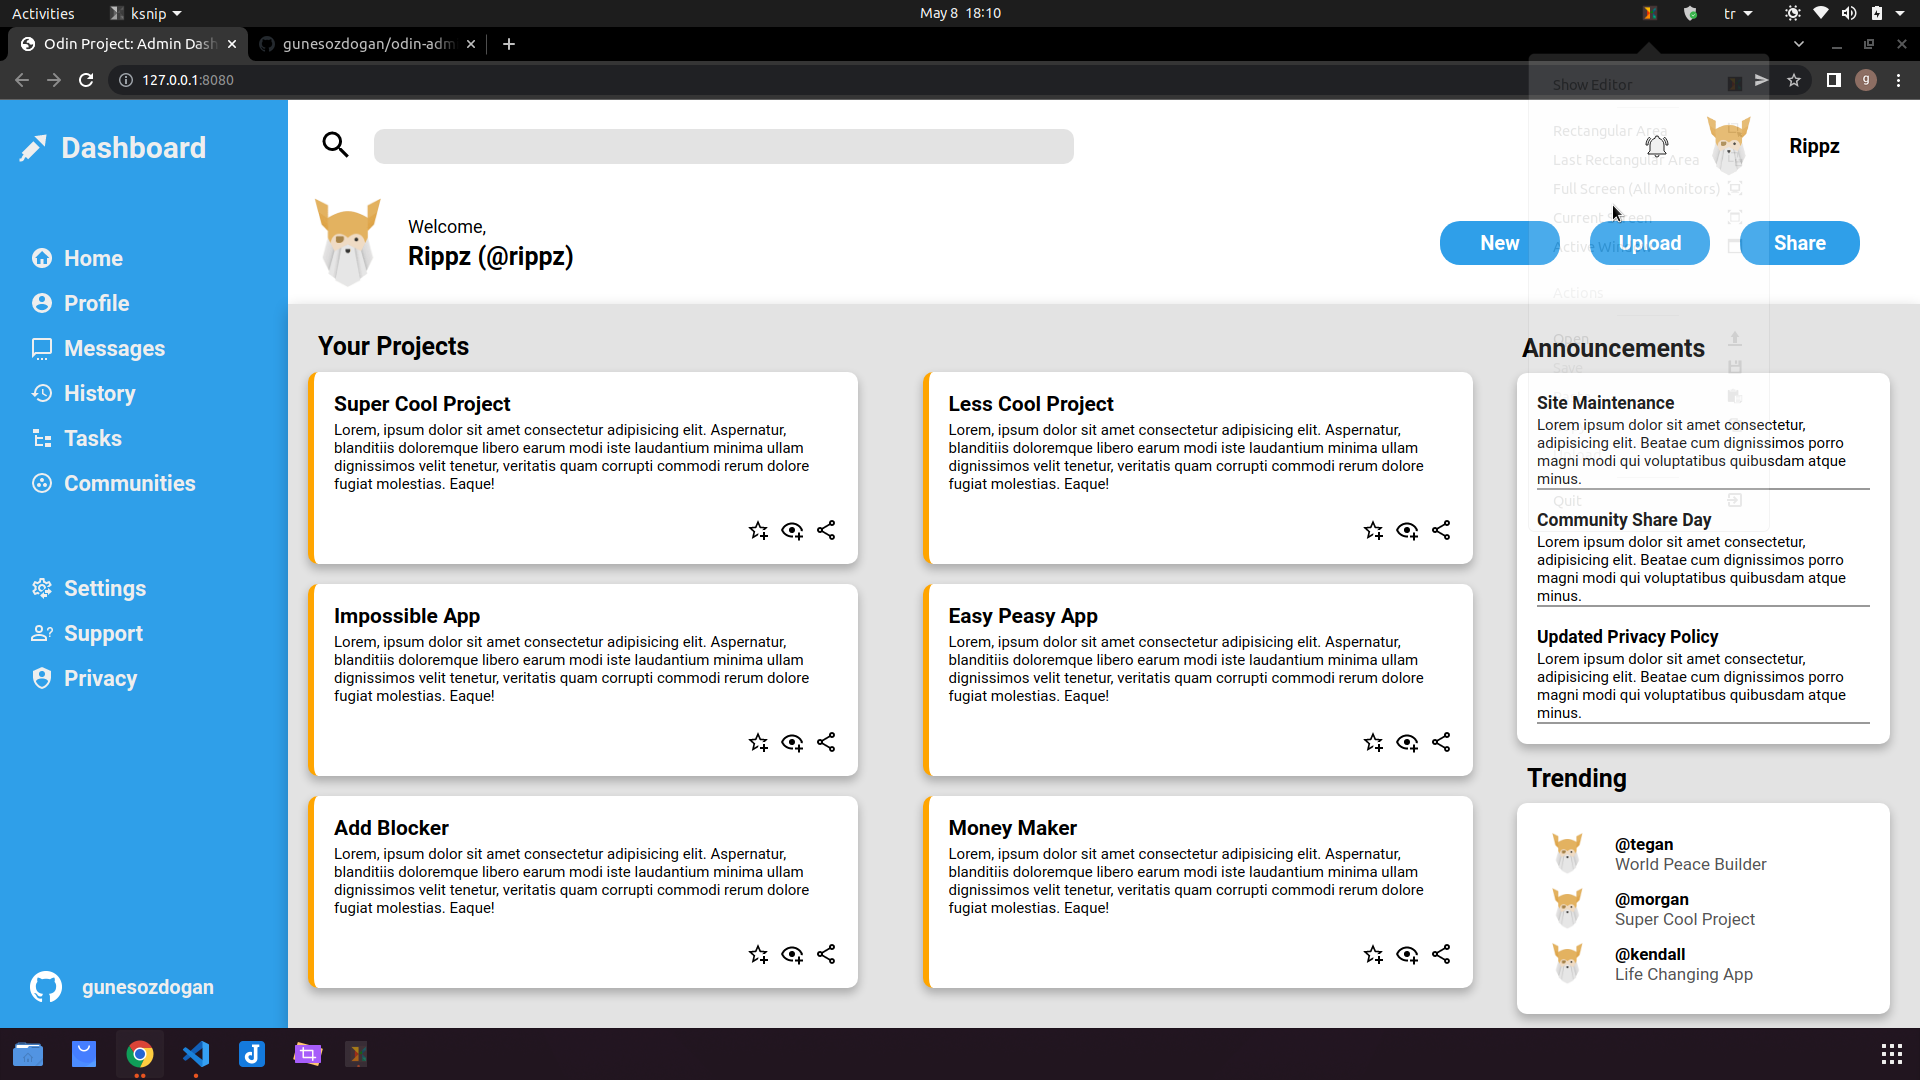 Activities
ksnip
May 8 18:10
tr
Odin Project: Admin Dash
gunesozdogan/odin-adm
127.0.0.1:8080
g
Show Editor
Rectangular Area
Last Rectangular Area
Full Screen (All Monitors)
Current Screen
Actions
Open
Save
Quit
Dashboard
Home
Profile
Messages
History
Tasks
Communities
Settings
Support
Privacy
gunesozdogan
Rippz
Welcome,
Rippz (@rippz)
New
Upload
Share
Your Projects
Super Cool Project
Lorem, ipsum dolor sit amet consectetur adipisicing elit. Aspernatur,
blanditiis doloremque libero earum modi iste laudantium minima ullam
dignissimos velit tenetur, veritatis quam corrupti commodi rerum dolore
fugiat molestias. Eaque!
Less Cool Project
Lorem, ipsum dolor sit amet consectetur adipisicing elit. Aspernatur,
blanditiis doloremque libero earum modi iste laudantium minima ullam
dignissimos velit tenetur, veritatis quam corrupti commodi rerum dolore
fugiat molestias. Eaque!
Impossible App
Lorem, ipsum dolor sit amet consectetur adipisicing elit. Aspernatur,
blanditiis doloremque libero earum modi iste laudantium minima ullam
dignissimos velit tenetur, veritatis quam corrupti commodi rerum dolore
fugiat molestias. Eaque!
Easy Peasy App
Lorem, ipsum dolor sit amet consectetur adipisicing elit. Aspernatur,
blanditiis doloremque libero earum modi iste laudantium minima ullam
dignissimos velit tenetur, veritatis quam corrupti commodi rerum dolore
fugiat molestias. Eaque!
Add Blocker
Lorem, ipsum dolor sit amet consectetur adipisicing elit. Aspernatur,
blanditiis doloremque libero earum modi iste laudantium minima ullam
dignissimos velit tenetur, veritatis quam corrupti commodi rerum dolore
fugiat molestias. Eaque!
Money Maker
Lorem, ipsum dolor sit amet consectetur adipisicing elit. Aspernatur,
blanditiis doloremque libero earum modi iste laudantium minima ullam
dignissimos velit tenetur, veritatis quam corrupti commodi rerum dolore
fugiat molestias. Eaque!
Announcements
Site Maintenance
Lorem ipsum dolor sit amet consectetur,
adipisicing elit. Beatae cum dignissimos porro
magni modi qui voluptatibus quibusdam atque
minus.
Community Share Day
Lorem ipsum dolor sit amet consectetur,
adipisicing elit. Beatae cum dignissimos porro
magni modi qui voluptatibus quibusdam atque
minus.
Updated Privacy Policy
Lorem ipsum dolor sit amet consectetur,
adipisicing elit. Beatae cum dignissimos porro
magni modi qui voluptatibus quibusdam atque
minus.
Trending
@tegan
World Peace Builder
@morgan
Super Cool Project
@kendall
Life Changing App